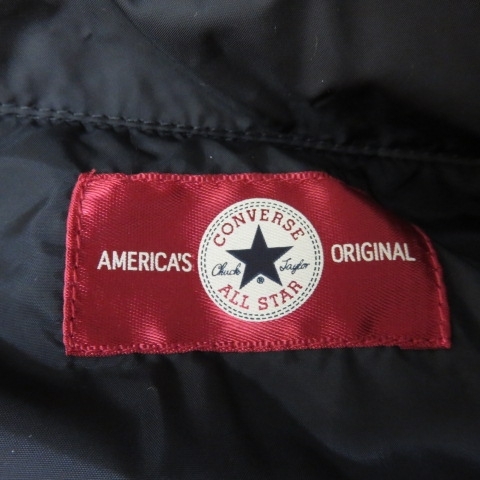 CONVERSE
AMERICA'S Chuck Taylor ORIGINAL
®
ALL STAR